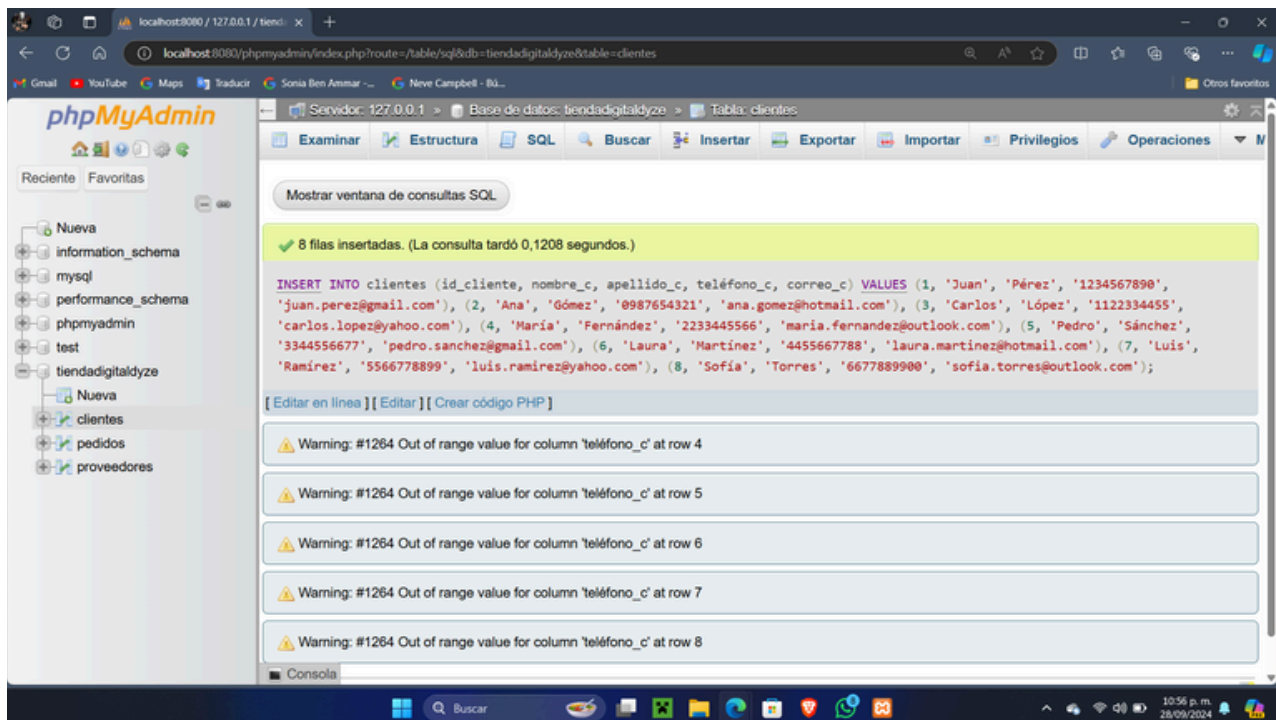 localhost:8080 / 127.0.0.1 / tiend
localhost:8080/phpmyadmin/index.php?route=/table/sql&db=tiendadigitaldyze&table=clientes
Gmail YouTube Maps Traducir Sonia Ben Ammar -... Neve Campbell - Bú... Otros favoritos
phpMyAdmin
Reciente Favoritas
Nueva
information_schema
mysql
performance_schema
phpmyadmin
test
tiendadigitaldyze
Nueva
clientes
pedidos
proveedores
Servidor: 127.0.0.1 » Base de datos: tiendadigitaldyze » Tabla: clientes
Examinar Estructura SQL Buscar Insertar Exportar Importar Privilegios Operaciones
Mostrar ventana de consultas SQL
8 filas insertadas. (La consulta tardó 0,1208 segundos.)
INSERT INTO clientes (id_cliente, nombre_c, apellido_c, teléfono_c, correo_c) VALUES (1, 'Juan', 'Pérez', '1234567890',
'juan.perez@gmail.com'), (2, 'Ana', 'Gómez', '0987654321', 'ana.gomez@hotmail.com'), (3, 'Carlos', 'López', '1122334455',
'carlos.lopez@yahoo.com'), (4, 'María', 'Fernández', '2233445566', 'maria.fernandez@outlook.com'), (5, 'Pedro', 'Sánchez',
'3344556677', 'pedro.sanchez@gmail.com'), (6, 'Laura', 'Martínez', '4455667788', 'laura.martinez@hotmail.com'), (7, 'Luis',
'Ramírez', '5566778899', 'luis.ramirez@yahoo.com'), (8, 'Sofía', 'Torres', '6677889900', 'sofia.torres@outlook.com');
[ Editar en línea ] [ Editar ] [ Crear código PHP ]
Warning: #1264 Out of range value for column 'teléfono_c' at row 4
Warning: #1264 Out of range value for column 'teléfono_c' at row 5
Warning: #1264 Out of range value for column 'teléfono_c' at row 6
Warning: #1264 Out of range value for column 'teléfono_c' at row 7
Warning: #1264 Out of range value for column 'teléfono_c' at row 8
Consola
Buscar
10:56 p. m.
28/09/2024